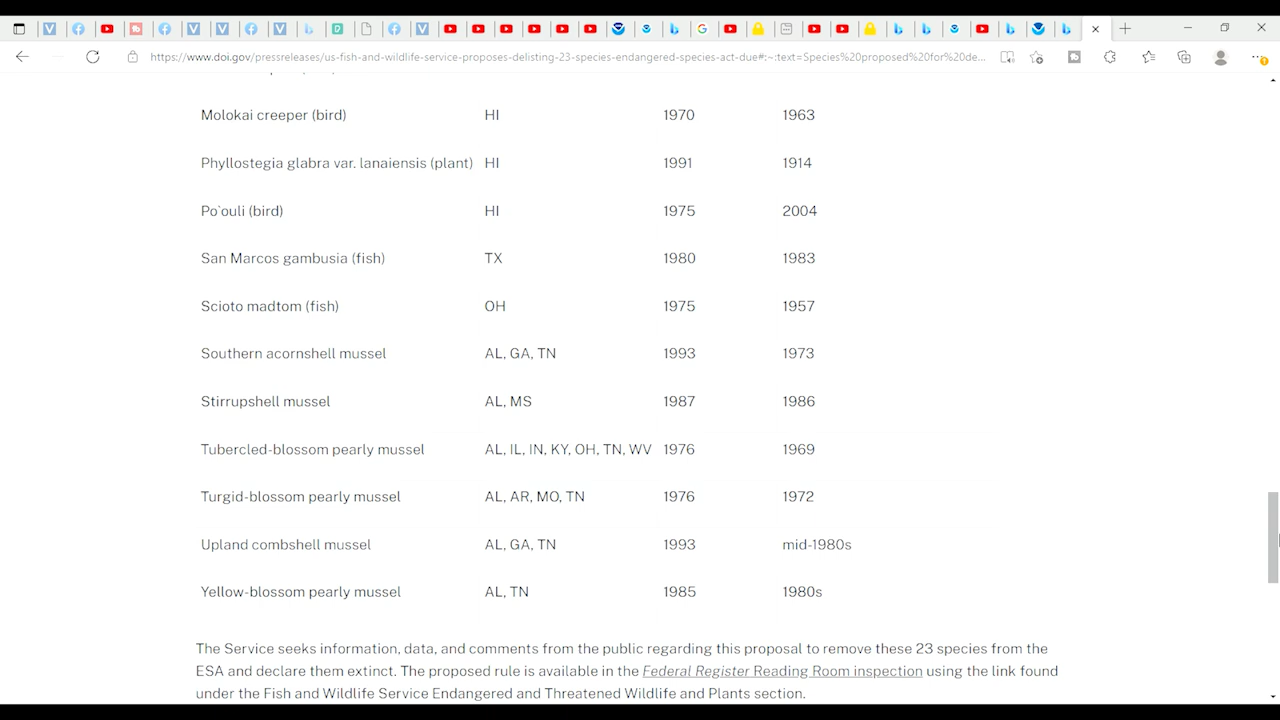 https://www.doi.gov/pressreleases/us-fish-and-wildlife-service-proposes-delisting-23-species-endangered-species-act-due#:~:text=Species%20proposed%20for%20de...
Molokai creeper (bird) HI 1970 1963
Phyllostegia glabra var. lanaiensis (plant) HI 1991 1914
Po`ouli (bird) HI 1975 2004
San Marcos gambusia (fish) TX 1980 1983
Scioto madtom (fish) OH 1975 1957
Southern acornshell mussel AL, GA, TN 1993 1973
Stirrupshell mussel AL, MS 1987 1986
Tubercled-blossom pearly mussel AL, IL, IN, KY, OH, TN, WV 1976 1969
Turgid-blossom pearly mussel AL, AR, MO, TN 1976 1972
Upland combshell mussel AL, GA, TN 1993 mid-1980s
Yellow-blossom pearly mussel AL, TN 1985 1980s
The Service seeks information, data, and comments from the public regarding this proposal to remove these 23 species from the
ESA and declare them extinct. The proposed rule is available in the Federal Register Reading Room inspection using the link found
under the Fish and Wildlife Service Endangered and Threatened Wildlife and Plants section.